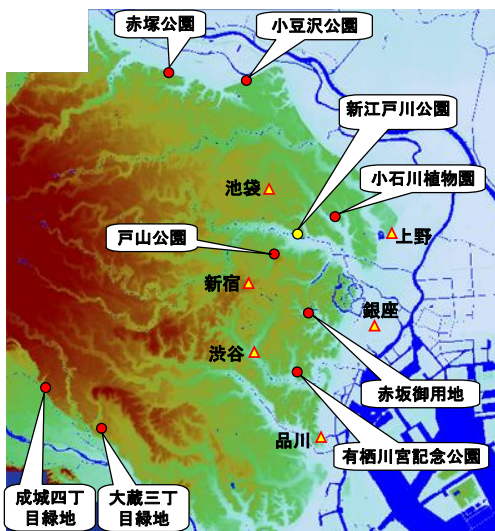 赤塚公園
小豆沢公園
新江戸川公園
小石川植物園
池袋
戸山公園
上野
新宿
銀座
渋谷
赤坂御用地
品川
有栖川宮記念公園
成城四丁
目緑地
大蔵三丁
目緑地